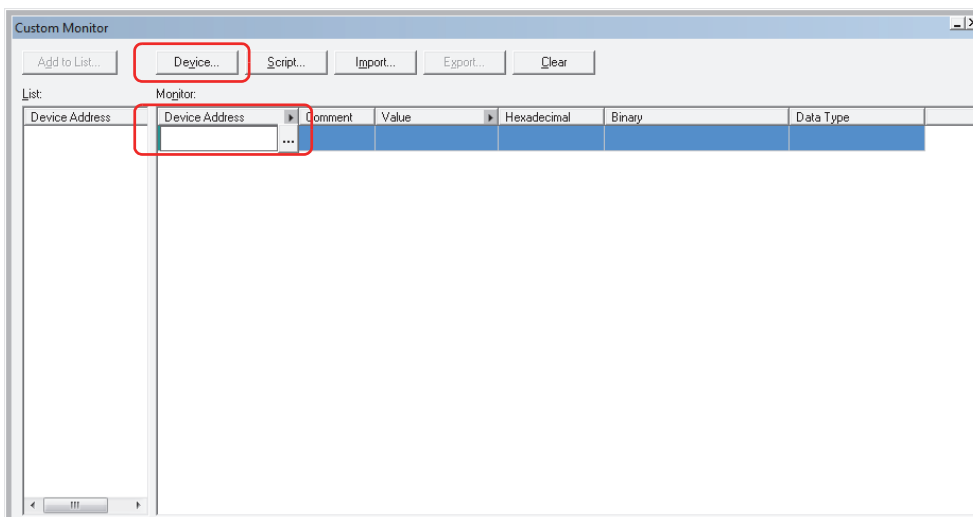 Custom Monitor
Add to List... Device... Script... Import... Export... Clear
List: Monitor:
Device Address Device Address Comment Value Hexadecimal Binary Data Type
...